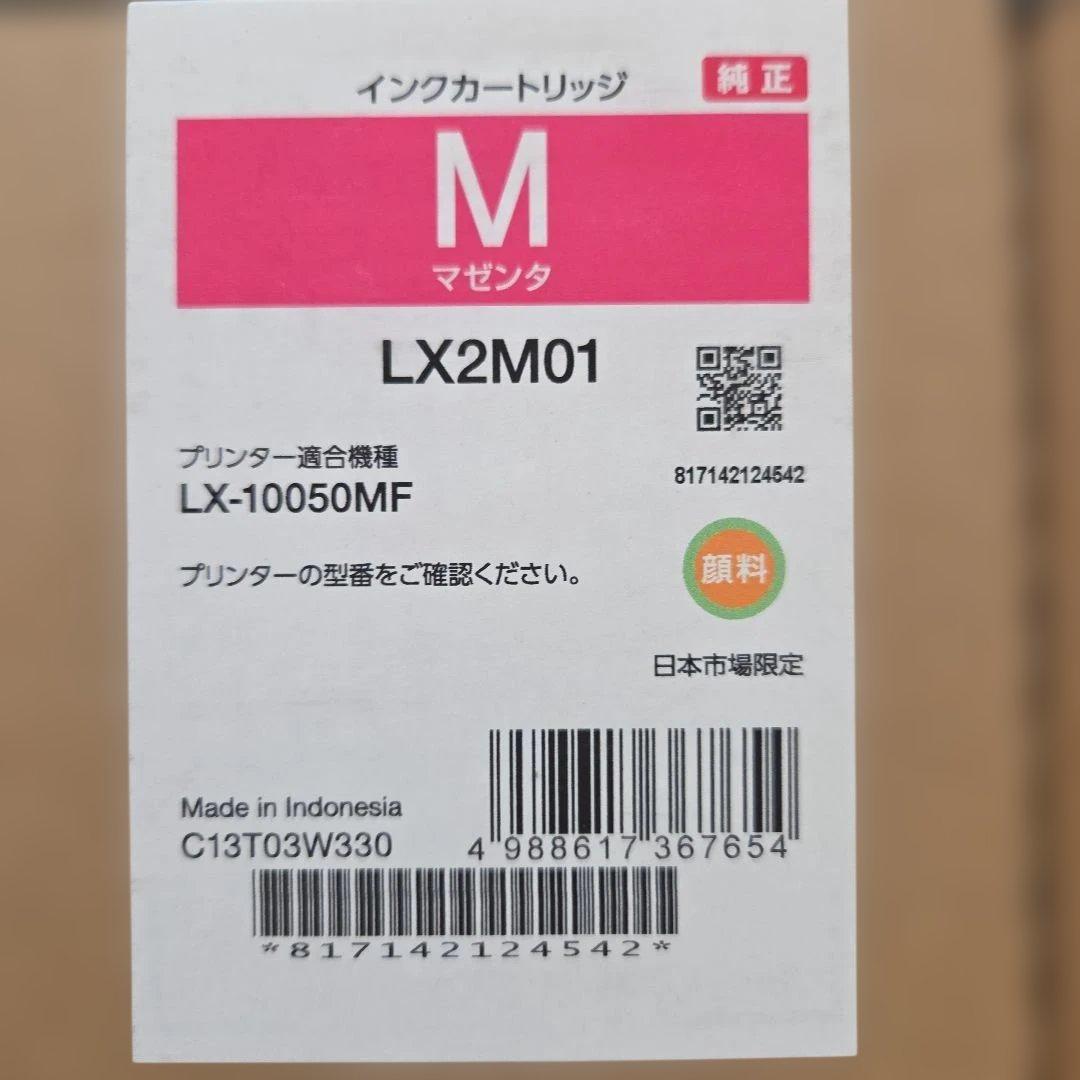 インクカートリッジ 純正
M
マゼンタ
LX2M01
プリンター適合機種
LX-10050MF
817142124542
プリンターの型番をご確認ください。
顔料
日本市場限定
Made in Indonesia
C13T03W330
4 988617 367654
*817142124542*